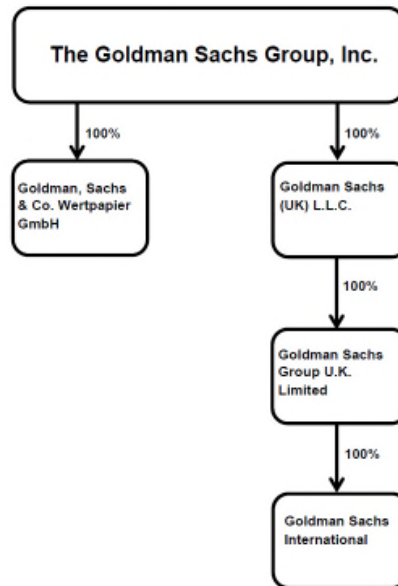 The Goldman Sachs Group, Inc.
100%
100%
Goldman, Sachs
& Co. Wertpapier
GmbH
Goldman Sachs
(UK) L.L.C.
100%
Goldman Sachs
Group U.K.
Limited
100%
Goldman Sachs
International